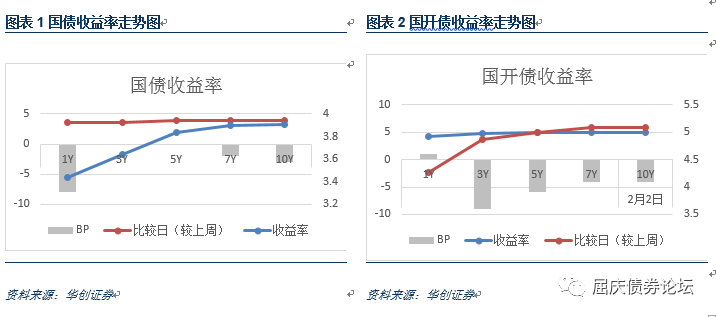 图表 1 国债收益率走势图
图表 2 国开债收益率走势图
国债收益率
5
0
-5
-10
4
3.8
3.6
3.4
3.2
1Y
3Y
5Y
7Y
10Y
BP
比较日（较上周）
收益率
国开债收益率
10
5
0
-5
-10
5.5
5
4.5
4
3.5
1Y
3Y
5Y
7Y
10Y
2月2日
BP
收益率
比较日（较上周）
资料来源：华创证券
资料来源：华创证券
屈庆债券论坛